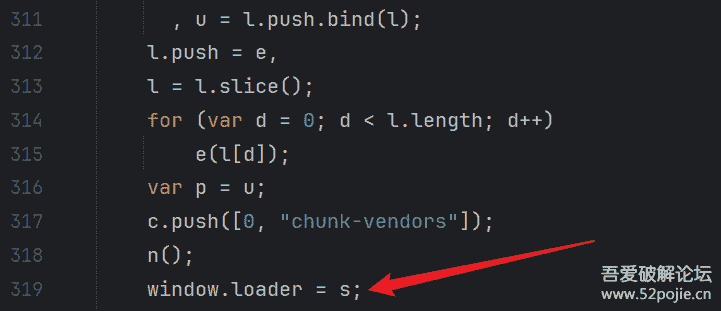 311 , u = l.push.bind(l);
312 l.push = e,
313 l = l.slice();
314 for (var d = 0; d < l.length; d++)
315 e(l[d]);
316 var p = u;
317 c.push([0, "chunk-vendors"]);
318 n();
319 window.loader = s;
吾爱破解论坛
www.52pojie.cn